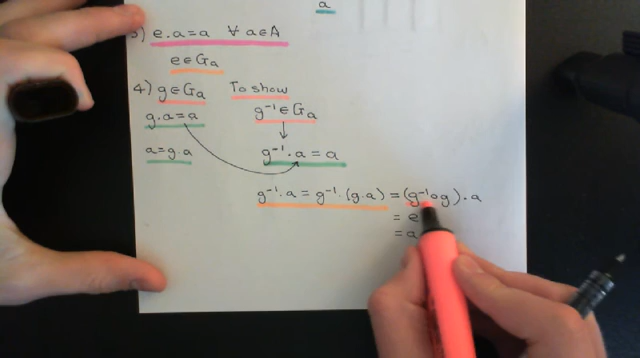 a
3) e.a=a ∀ a∈A
e∈Gₐ
4) g∈Gₐ To show
g.a=a g⁻¹∈Gₐ
a=g.a g⁻¹.a=a
g⁻¹.a=g⁻¹.(g.a)=(g⁻¹∘g).a
=e
=a